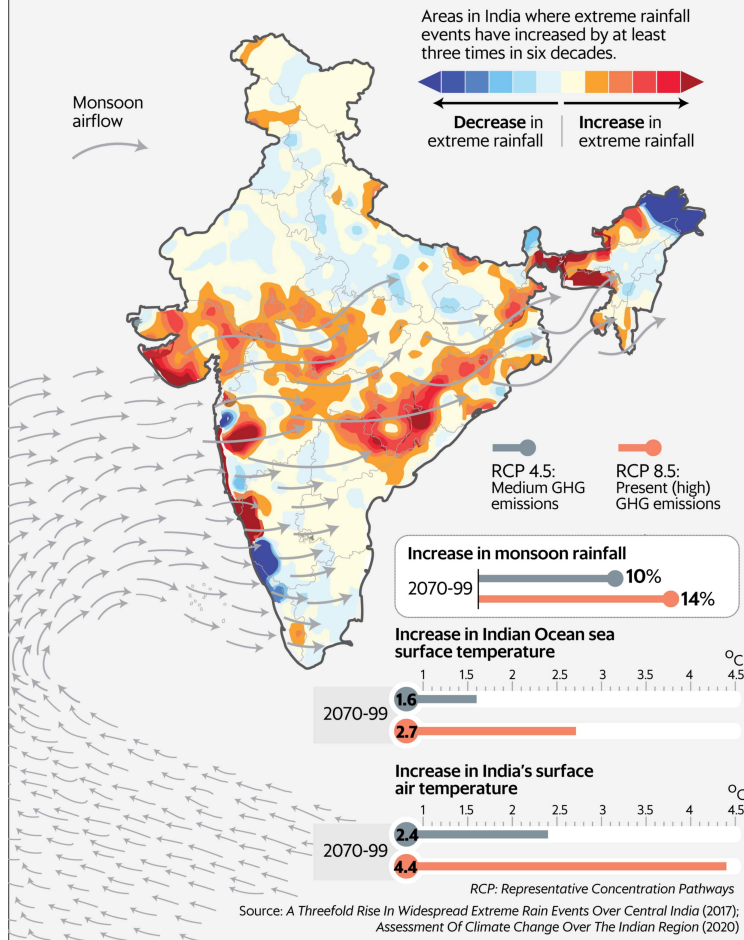 Areas in India where extreme rainfall
events have increased by at least
three times in six decades.
Monsoon
airflow
Decrease in
extreme rainfall
Increase in
extreme rainfall
RCP 4.5:
Medium GHG
emissions
RCP 8.5:
Present (high)
GHG emissions
Increase in monsoon rainfall
2070-99
10%
14%
Increase in Indian Ocean sea
surface temperature
°C
1 1.5 2 2.5 3 3.5 4 4.5
2070-99
1.6
2.7
Increase in India's surface
air temperature
°C
1 1.5 2 2.5 3 3.5 4 4.5
2070-99
2.4
4.4
RCP: Representative Concentration Pathways
Source: A Threefold Rise In Widespread Extreme Rain Events Over Central India (2017);
Assessment Of Climate Change Over The Indian Region (2020)